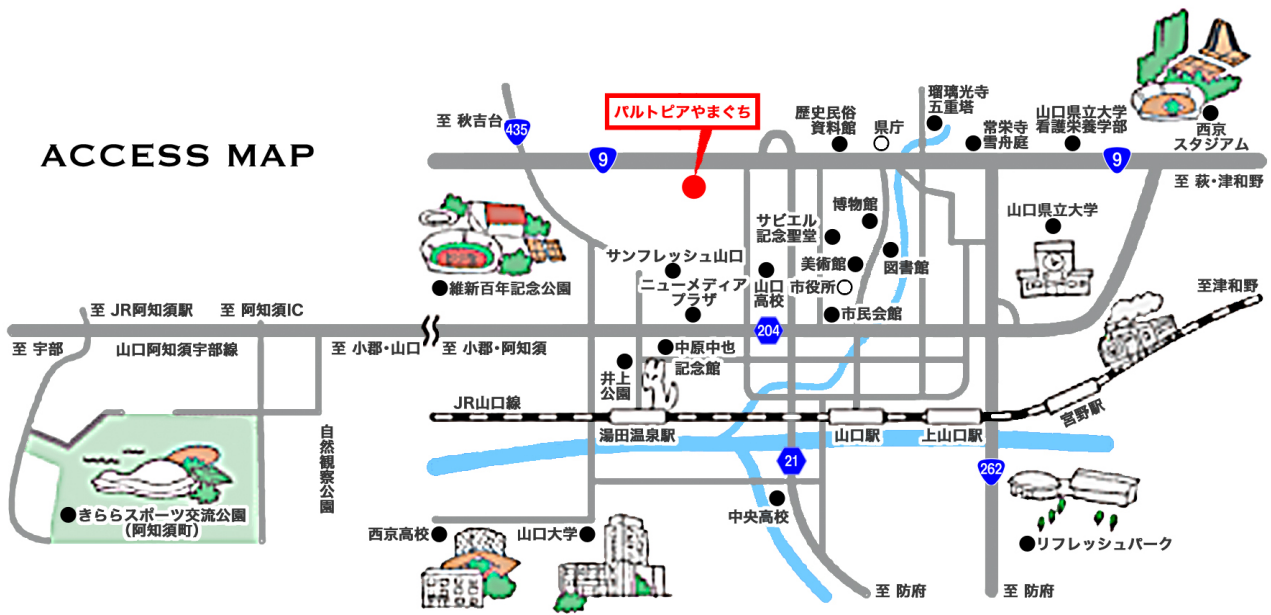 ACCESS MAP
至 秋吉台
435
パルトピアやまぐち
9
歴史民俗
資料館
県庁
瑠璃光寺
五重塔
常栄寺
雪舟庭
山口県立大学
看護栄養学部
9
西京
スタジアム
至 萩・津和野
博物館
サビエル
記念聖堂
山口県立大学
サンフレッシュ山口
美術館
図書館
維新百年記念公園
ニューメディア
プラザ
山口
高校
市役所
市民会館
至津和野
至 JR阿知須駅
至 阿知須IC
至 宇部
山口阿知須宇部線
至 小郡・山口
至 小郡・阿知須
204
中原中也
記念館
井上
公園
JR山口線
湯田温泉駅
山口駅
上山口駅
宮野駅
自然観察公園
21
262
きららスポーツ交流公園
(阿知須町)
中央高校
西京高校
山口大学
リフレッシュパーク
至 防府
至 防府